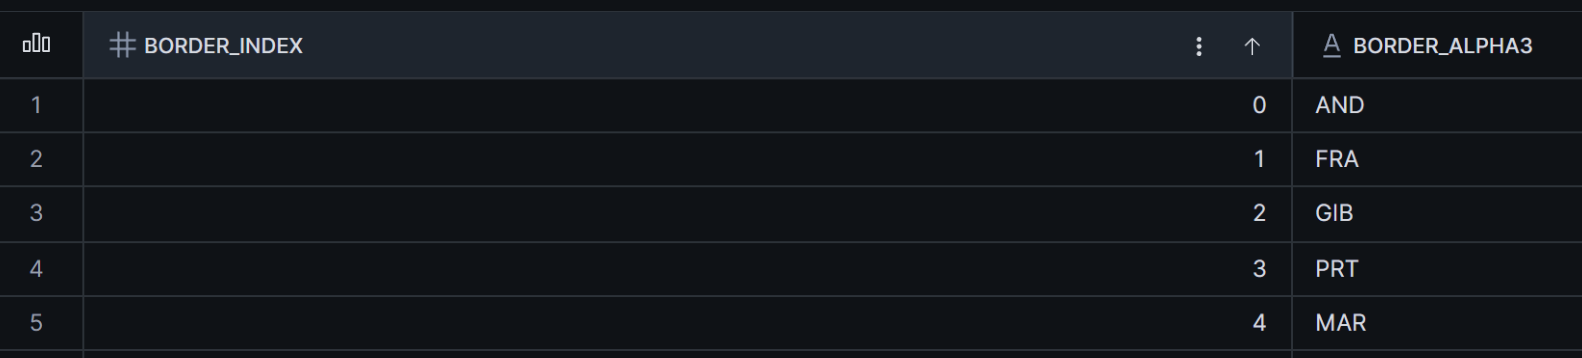 BORDER_INDEX BORDER_ALPHA3
1 0 AND
2 1 FRA
3 2 GIB
4 3 PRT
5 4 MAR